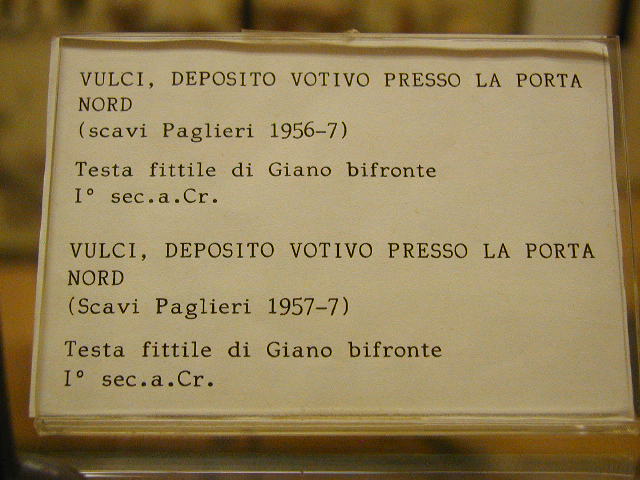 VULCI, DEPOSITO VOTIVO PRESSO LA PORTA
NORD
(scavi Paglieri 1956-7)
Testa fittile di Giano bifronte
I° sec.a.Cr.
VULCI, DEPOSITO VOTIVO PRESSO LA PORTA
NORD
(Scavi Paglieri 1957-7)
Testa fittile di Giano bifronte
I° sec.a.Cr.